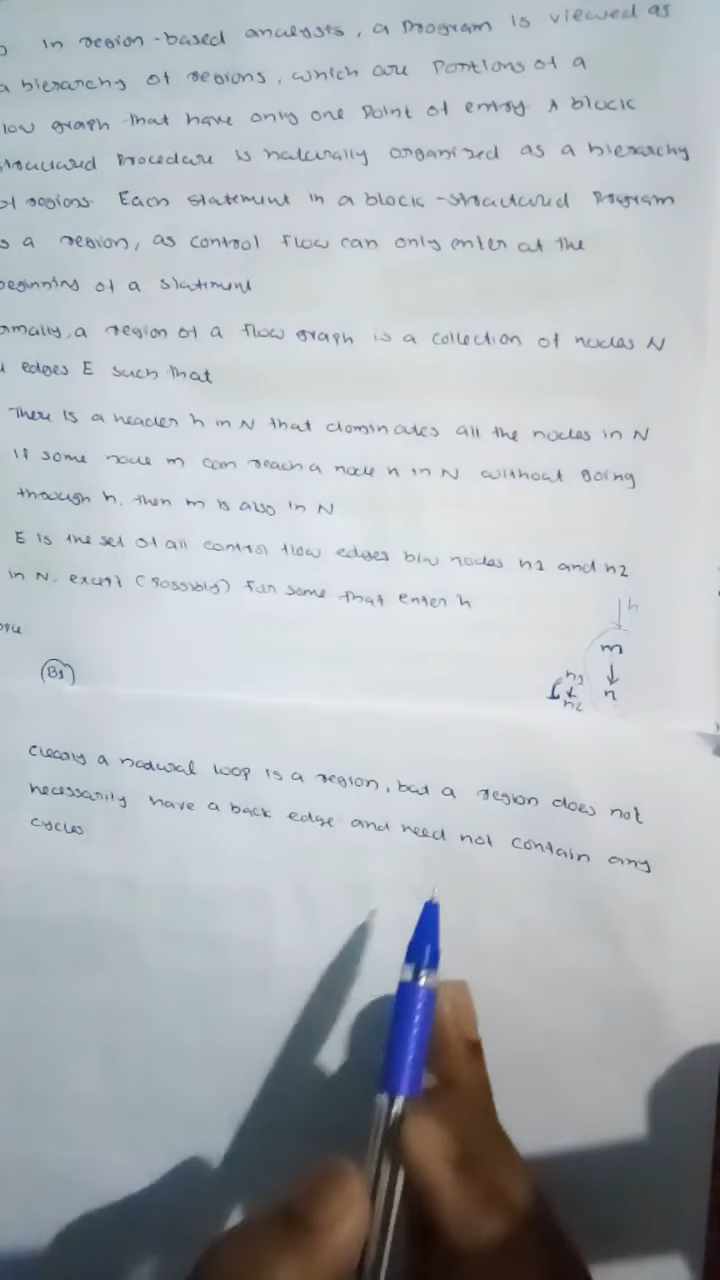 in region-based analysts, a Program is viewed as
a hierarchy of regions, which are Portions of a
low graph that have only one Point of entry. A block
structured Procedure is naturally organized as a hierarchy
of regions. Each statement in a block-structured Program
s a region, as control flow can only enter at the
beginning of a statement
rmally, a region of a flow graph is a collection of nodes N
edges E such that
There is a header h in N that dominates all the nodes in N
If some node m can reach a node n in N without going
through h, then m is also in N
E is the set of all control flow edges b/w nodes n1 and n2
in N, except (possibly) for some that enter h
h
m
n
n1
n2
B1
Clearly a natural loop is a region, but a region does not
necessarily have a back edge and need not contain any
cycles